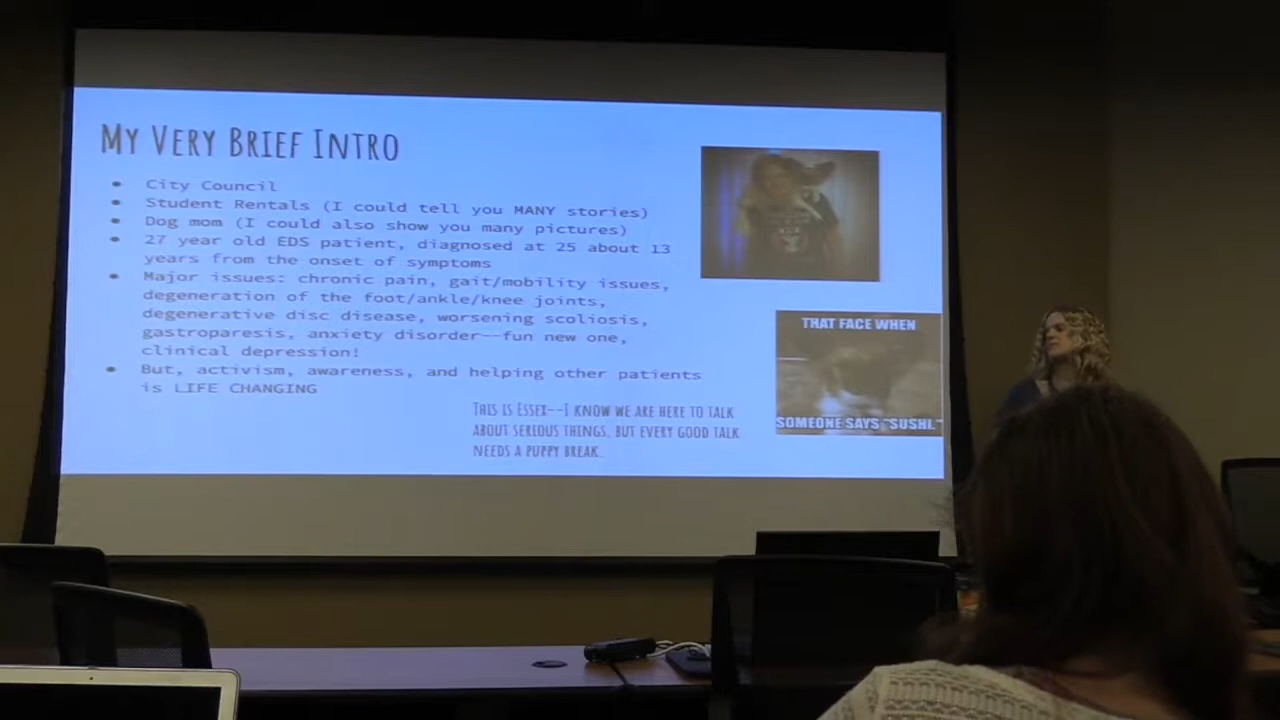 My Very Brief Intro
City Council
Student Rentals (I could tell you MANY stories)
Dog mom (I could also show you many pictures)
27 year old EDS patient, diagnosed at 25 about 13
years from the onset of symptoms
Major issues: chronic pain, gait/mobility issues,
degeneration of the foot/ankle/knee joints,
degenerative disc disease, worsening scoliosis,
gastroparesis, anxiety disorder--fun new one,
clinical depression!
But, activism, awareness, and helping other patients
is LIFE CHANGING
This is Essex--I know we are here to talk
about serious things, but every good talk
needs a puppy break.
THAT FACE WHEN
SOMEONE SAYS "SUSHI."